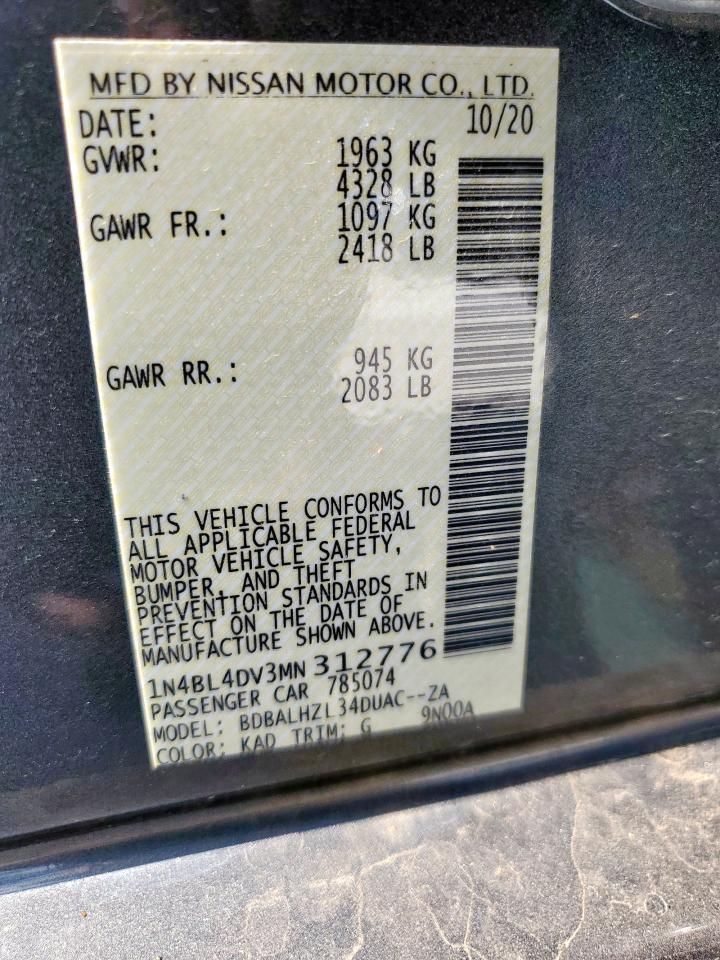 MFD BY NISSAN MOTOR CO., LTD.
DATE: 10/20
GVWR: 1963 KG
4328 LB
GAWR FR.: 1097 KG
2418 LB
GAWR RR.: 945 KG
2083 LB
THIS VEHICLE CONFORMS TO
ALL APPLICABLE FEDERAL
MOTOR VEHICLE SAFETY,
BUMPER, AND THEFT
PREVENTION STANDARDS IN
EFFECT ON THE DATE OF
MANUFACTURE SHOWN ABOVE.
1N4BL4DV3MN 312776
PASSENGER CAR 785074
MODEL: BDBALHZL34DUAC--ZA
COLOR: KAD TRIM: G 9N00A